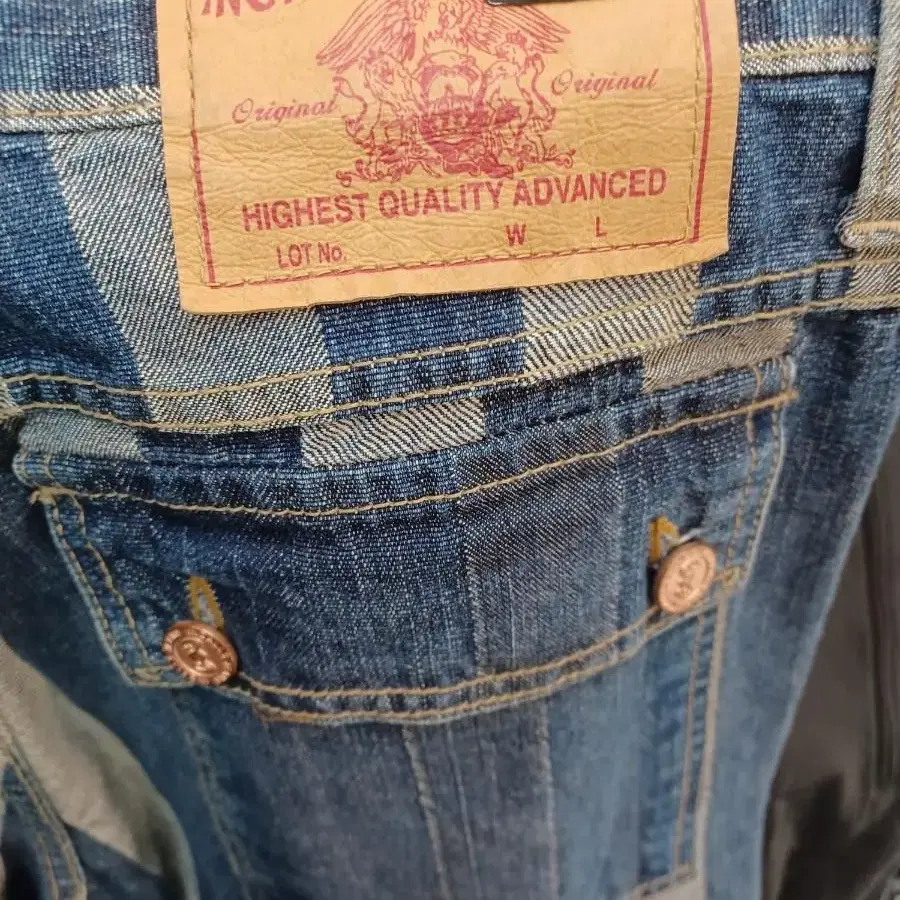 Original Original
HIGHEST QUALITY ADVANCED
LOT No. W L